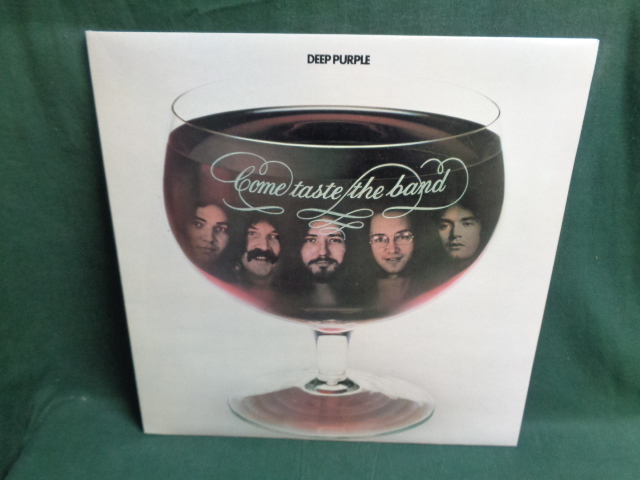 DEEP PURPLE
Come taste the band